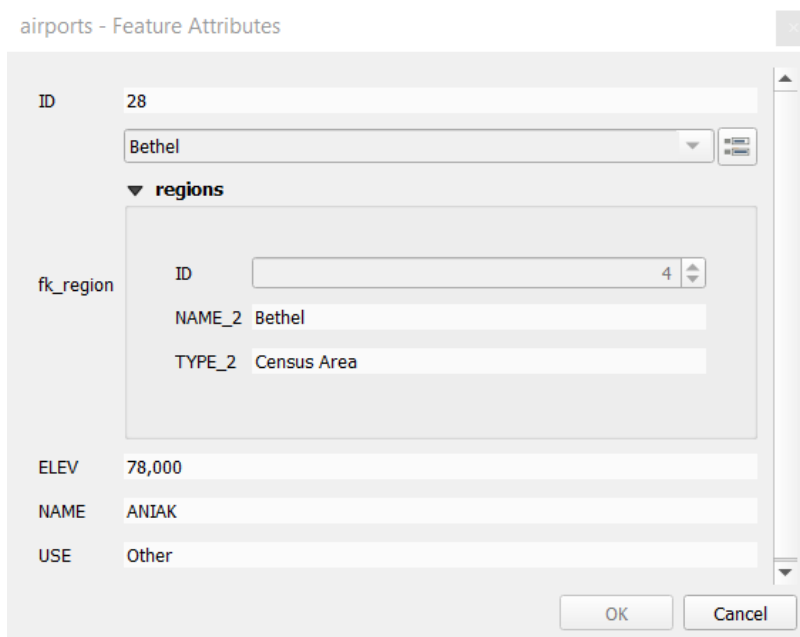 airports - Feature Attributes
ID 28
Bethel
regions
fk_region
ID 4
NAME_2 Bethel
TYPE_2 Census Area
ELEV 78,000
NAME ANIAK
USE Other
OK Cancel